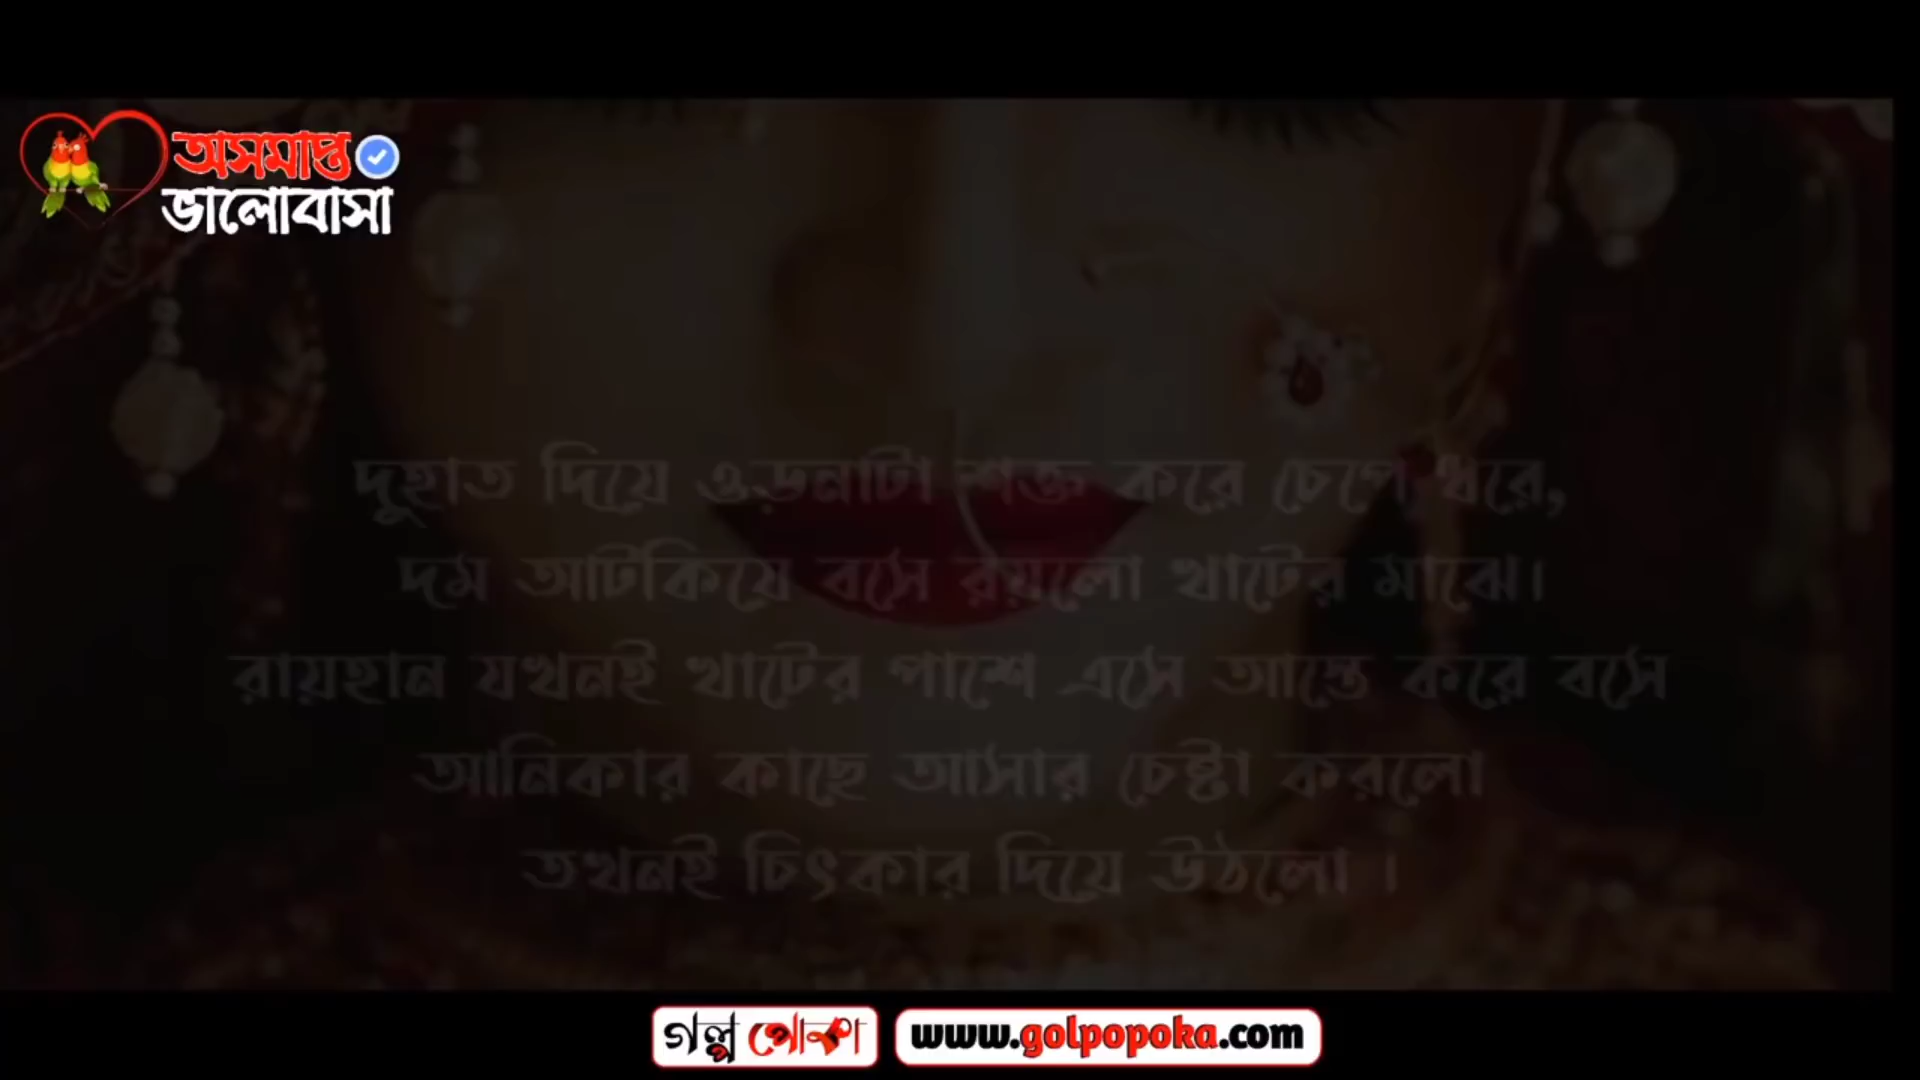 অসমাপ্ত
ভালোবাসা
দুহাত দিয়ে ওড়নাটা শক্ত করে চেপে ধরে,
দম আটকিয়ে বসে রয়লো খাটের মাঝে।
রায়হান যখনই খাটের পাশে এসে আস্তে করে বসে
আনিকার কাছে আসার চেষ্টা করলো
তখনই চিৎকার দিয়ে উঠলো ।
গল্প পোকা
www.golpopoka.com